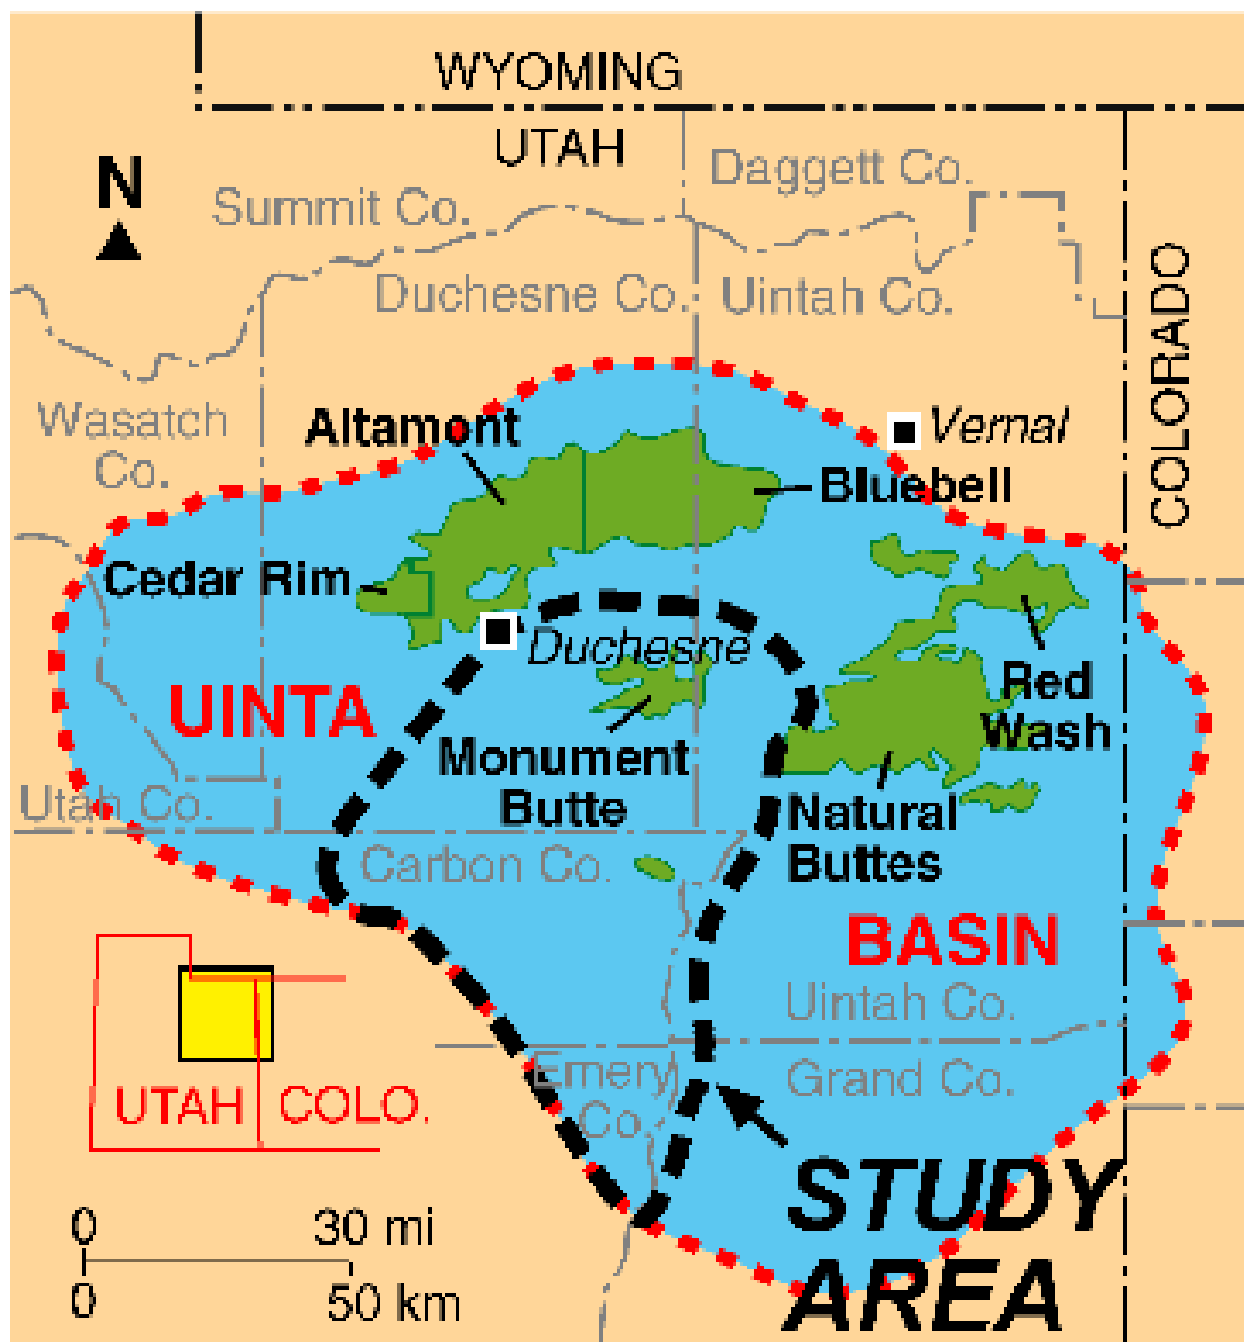 WYOMING
UTAH
Daggett Co.
N
Summit Co.
Duchesne Co.
Uintah Co.
COLORADO
Wasatch
Co.
Altamont
Vernal
Bluebell
Cedar Rim
Duchesne
Red
Wash
UINTA
Monument
Butte
Utah Co.
Natural
Buttes
Carbon Co.
BASIN
Uintah Co.
Emery
Co.
Grand Co.
UTAH
COLO.
STUDY
AREA
0
30 mi
0
50 km